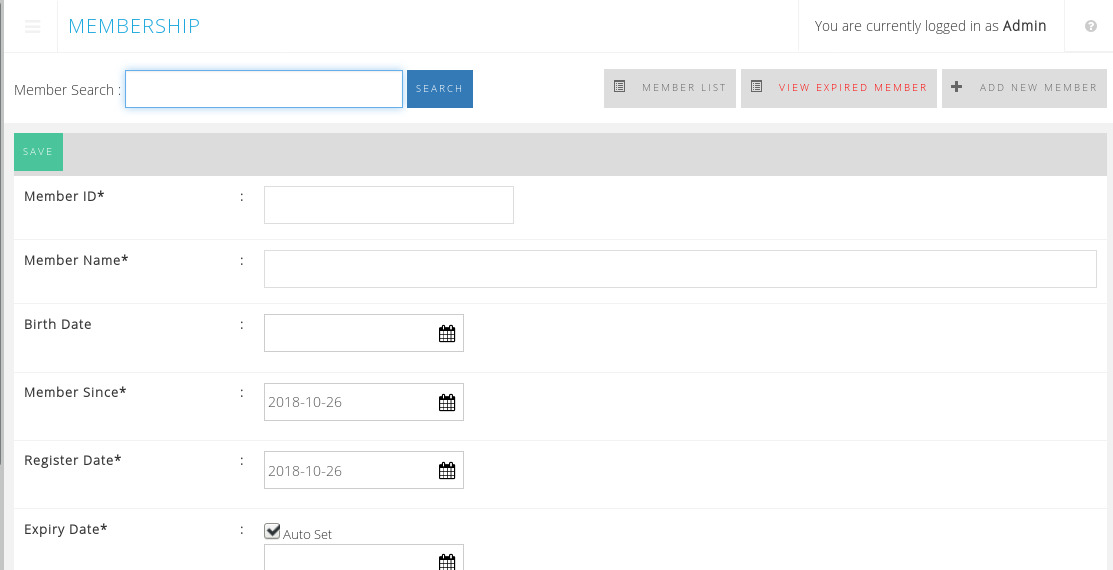 MEMBERSHIP
You are currently logged in as Admin
Member Search :
SEARCH
MEMBER LIST
VIEW EXPIRED MEMBER
ADD NEW MEMBER
SAVE
Member ID* :
Member Name* :
Birth Date :
Member Since* : 2018-10-26
Register Date* : 2018-10-26
Expiry Date* : Auto Set